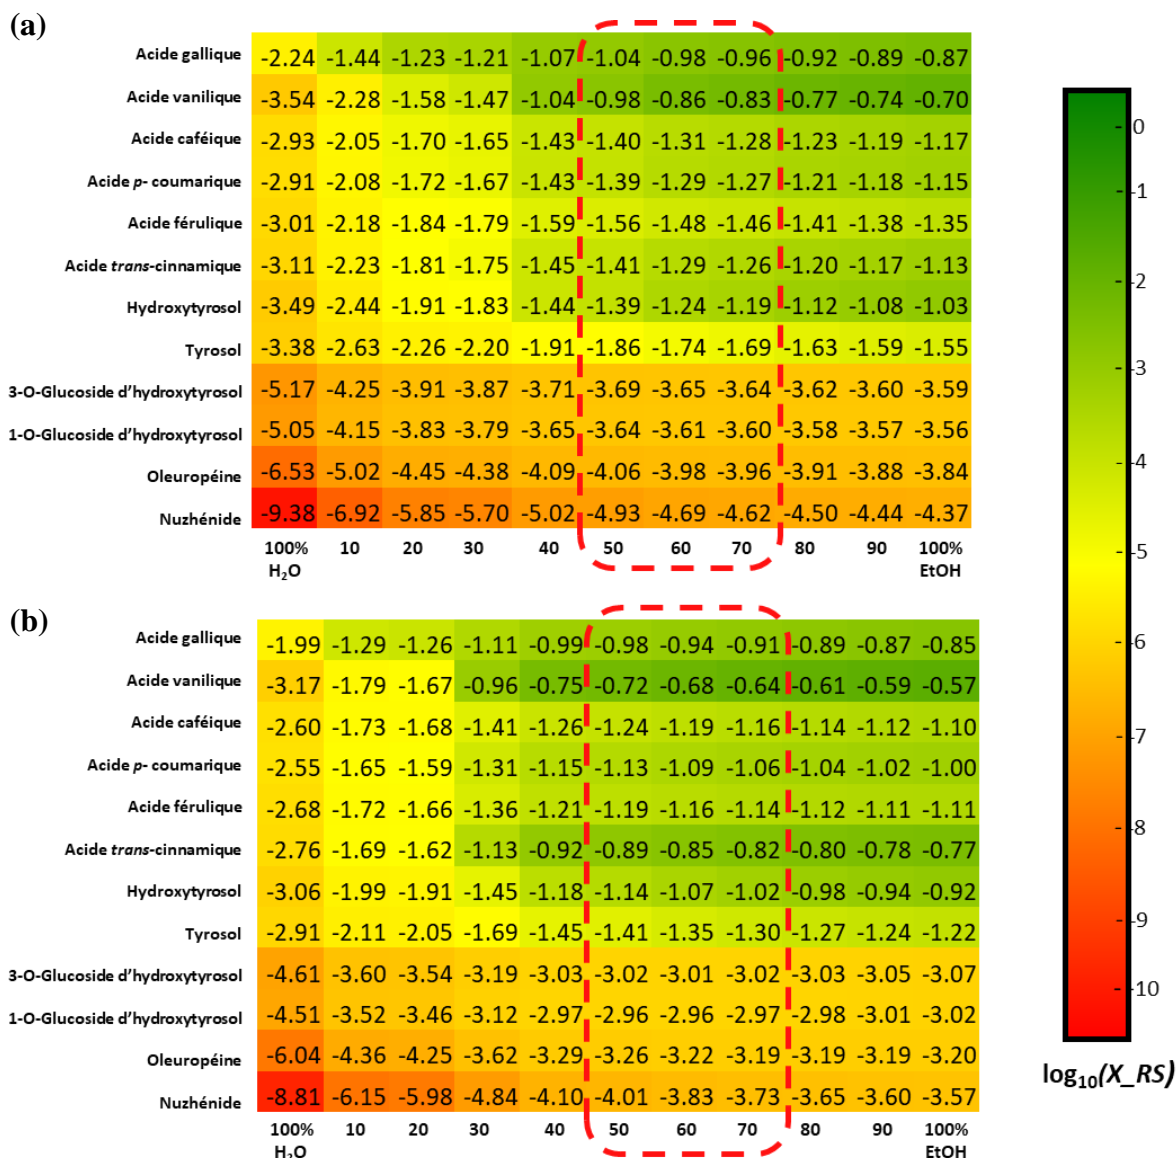 (a)
Acide gallique -2.24 -1.44 -1.23 -1.21 -1.07 -1.04 -0.98 -0.96 -0.92 -0.89 -0.87
Acide vanilique -3.54 -2.28 -1.58 -1.47 -1.04 -0.98 -0.86 -0.83 -0.77 -0.74 -0.70
Acide caféique -2.93 -2.05 -1.70 -1.65 -1.43 -1.40 -1.31 -1.28 -1.23 -1.19 -1.17
Acide p- coumarique -2.91 -2.08 -1.72 -1.67 -1.43 -1.39 -1.29 -1.27 -1.21 -1.18 -1.15
Acide férulique -3.01 -2.18 -1.84 -1.79 -1.59 -1.56 -1.48 -1.46 -1.41 -1.38 -1.35
Acide trans-cinnamique -3.11 -2.23 -1.81 -1.75 -1.45 -1.41 -1.29 -1.26 -1.20 -1.17 -1.13
Hydroxytyrosol -3.49 -2.44 -1.91 -1.83 -1.44 -1.39 -1.24 -1.19 -1.12 -1.08 -1.03
Tyrosol -3.38 -2.63 -2.26 -2.20 -1.91 -1.86 -1.74 -1.69 -1.63 -1.59 -1.55
3-O-Glucoside d'hydroxytyrosol -5.17 -4.25 -3.91 -3.87 -3.71 -3.69 -3.65 -3.64 -3.62 -3.60 -3.59
1-O-Glucoside d'hydroxytyrosol -5.05 -4.15 -3.83 -3.79 -3.65 -3.64 -3.61 -3.60 -3.58 -3.57 -3.56
Oleuropéine -6.53 -5.02 -4.45 -4.38 -4.09 -4.06 -3.98 -3.96 -3.91 -3.88 -3.84
Nuzhénide -9.38 -6.92 -5.85 -5.70 -5.02 -4.93 -4.69 -4.62 -4.50 -4.44 -4.37
100% 10 20 30 40 50 60 70 80 90 100%
H₂O EtOH
(b)
Acide gallique -1.99 -1.29 -1.26 -1.11 -0.99 -0.98 -0.94 -0.91 -0.89 -0.87 -0.85
Acide vanilique -3.17 -1.79 -1.67 -0.96 -0.75 -0.72 -0.68 -0.64 -0.61 -0.59 -0.57
Acide caféique -2.60 -1.73 -1.68 -1.41 -1.26 -1.24 -1.19 -1.16 -1.14 -1.12 -1.10
Acide p- coumarique -2.55 -1.65 -1.59 -1.31 -1.15 -1.13 -1.09 -1.06 -1.04 -1.02 -1.00
Acide férulique -2.68 -1.72 -1.66 -1.36 -1.21 -1.19 -1.16 -1.14 -1.12 -1.11 -1.11
Acide trans-cinnamique -2.76 -1.69 -1.62 -1.13 -0.92 -0.89 -0.85 -0.82 -0.80 -0.78 -0.77
Hydroxytyrosol -3.06 -1.99 -1.91 -1.45 -1.18 -1.14 -1.07 -1.02 -0.98 -0.94 -0.92
Tyrosol -2.91 -2.11 -2.05 -1.69 -1.45 -1.41 -1.35 -1.30 -1.27 -1.24 -1.22
3-O-Glucoside d'hydroxytyrosol -4.61 -3.60 -3.54 -3.19 -3.03 -3.02 -3.01 -3.02 -3.03 -3.05 -3.07
1-O-Glucoside d'hydroxytyrosol -4.51 -3.52 -3.46 -3.12 -2.97 -2.96 -2.96 -2.97 -2.98 -3.01 -3.02
Oleuropéine -6.04 -4.36 -4.25 -3.62 -3.29 -3.26 -3.22 -3.19 -3.19 -3.19 -3.20
Nuzhénide -8.81 -6.15 -5.98 -4.84 -4.10 -4.01 -3.83 -3.73 -3.65 -3.60 -3.57
100% 10 20 30 40 50 60 70 80 90 100%
H₂O EtOH
0
-1
-2
-3
-4
-5
-6
-7
-8
-9
-10
log₁₀(X_RS)